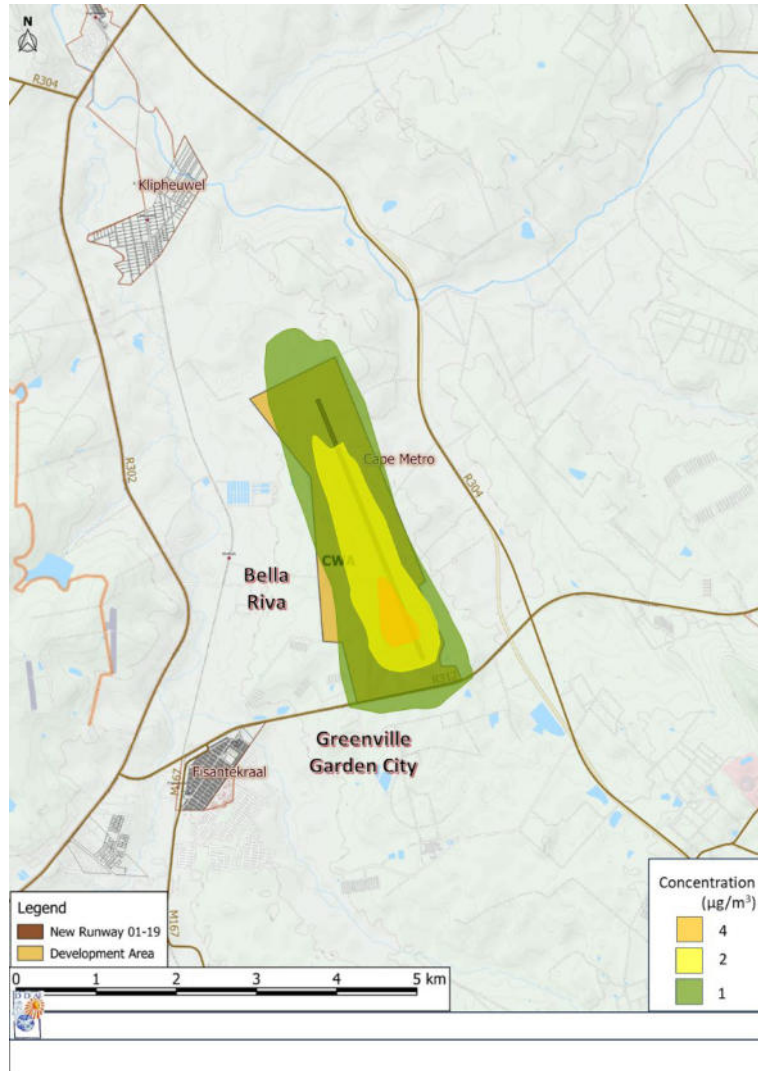 N
R304
Klipheuwel
R302
Cape Metro
R304
CWA
Bella
Riva
R312
Greenville
Garden City
Fisantekraal
M167
Legend
New Runway 01-19
Development Area
0 1 2 3 4 5 km
Concentration
(µg/m³)
4
2
1